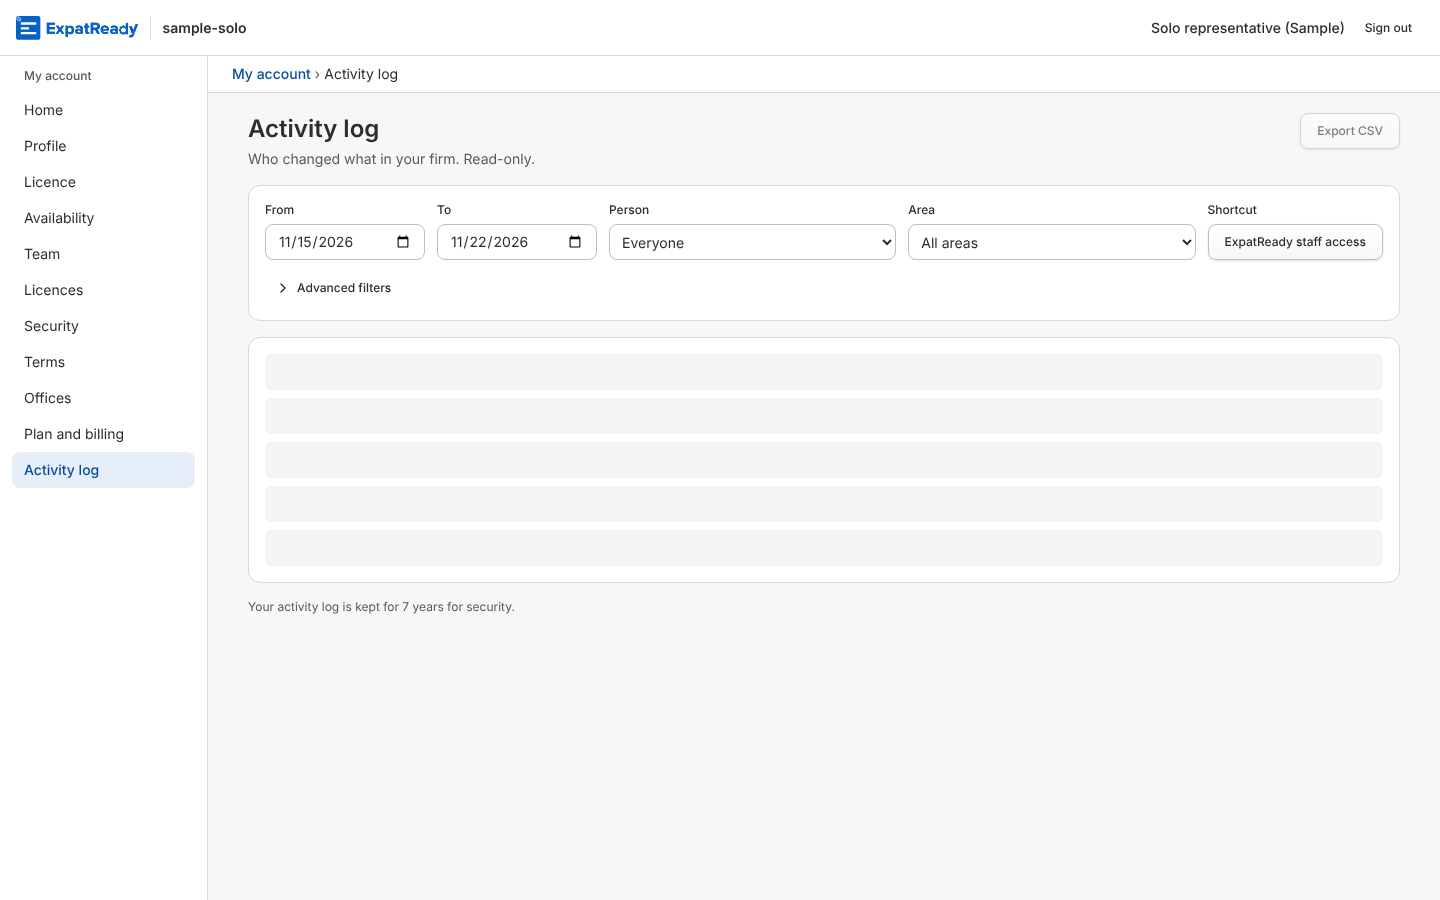 ExpatReady
sample-solo
Solo representative (Sample)
Sign out
My account
Home
Profile
Licence
Availability
Team
Licences
Security
Terms
Offices
Plan and billing
Activity log
My account › Activity log
Activity log
Export CSV
Who changed what in your firm. Read-only.
From
To
Person
Area
Shortcut
11/15/2026
11/22/2026
Everyone
All areas
ExpatReady staff access
Advanced filters
Your activity log is kept for 7 years for security.